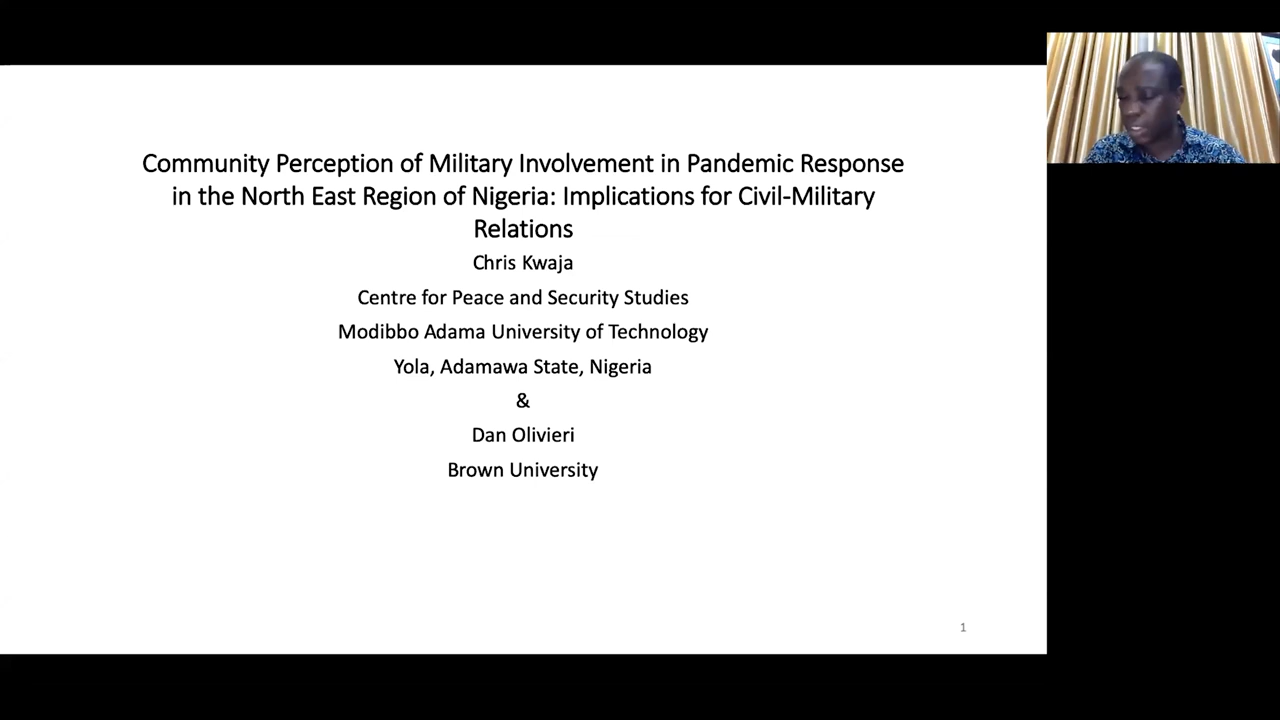 Community Perception of Military Involvement in Pandemic Response
in the North East Region of Nigeria: Implications for Civil-Military
Relations
Chris Kwaja
Centre for Peace and Security Studies
Modibbo Adama University of Technology
Yola, Adamawa State, Nigeria
&
Dan Olivieri
Brown University
1